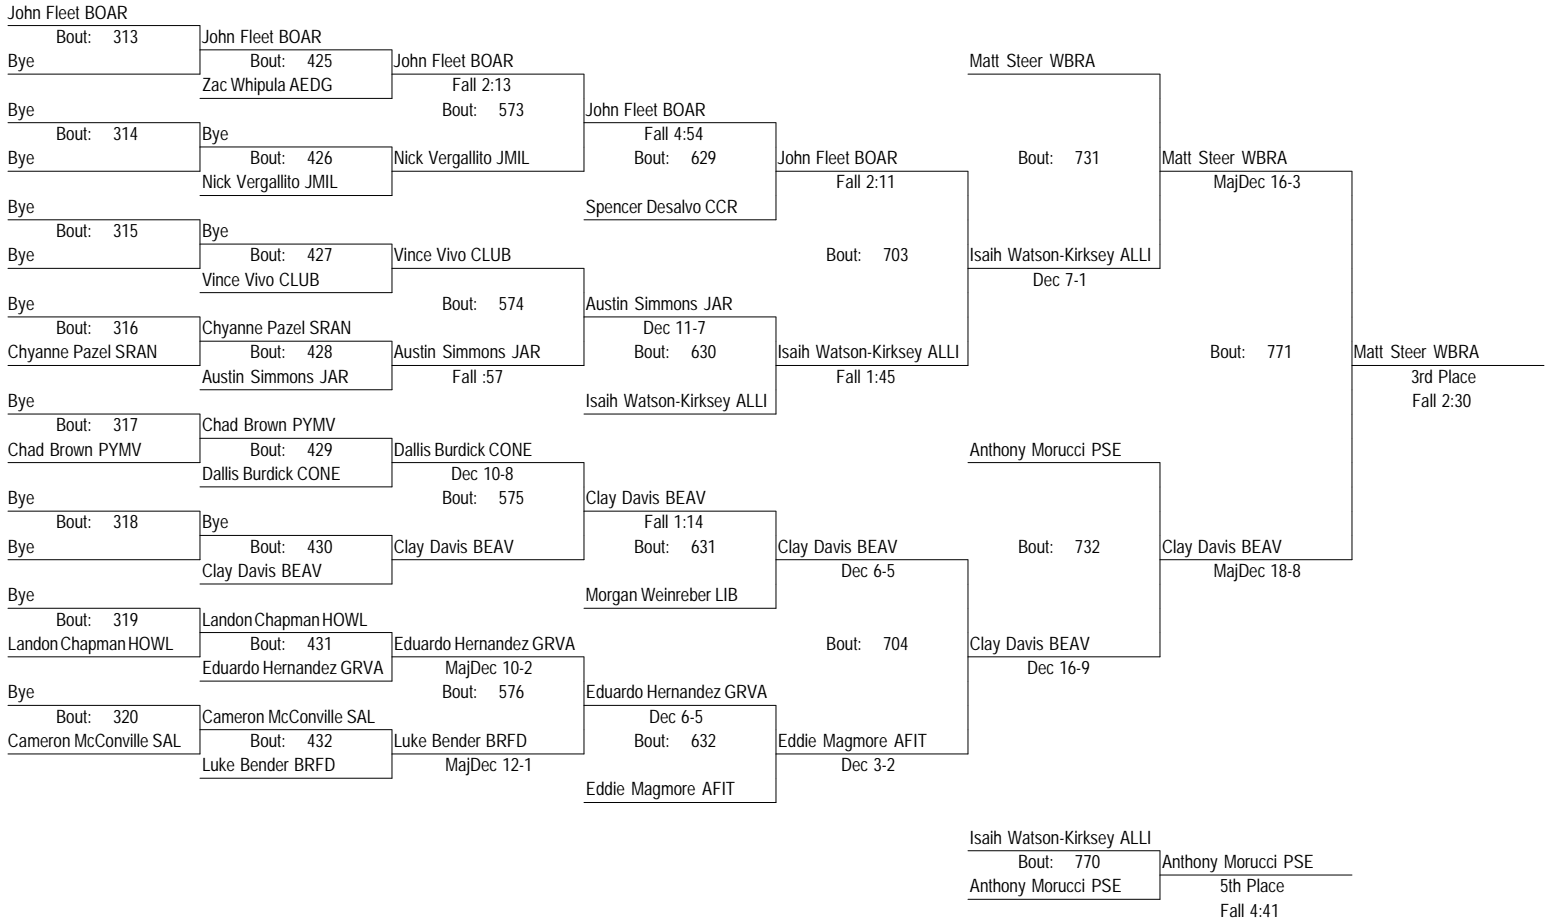 John Fleet BOAR
Bout: 313
John Fleet BOAR
Bye
Bout: 425
John Fleet BOAR
Matt Steer WBRA
Zac Whipula AEDG
Fall 2:13
Bye
Bout: 573
John Fleet BOAR
Bout: 314
Bye
Fall 4:54
Bye
Bout: 426
Nick Vergallito JMIL
Bout: 629
John Fleet BOAR
Bout: 731
Matt Steer WBRA
Nick Vergallito JMIL
Fall 2:11
MajDec 16-3
Bye
Spencer Desalvo CCR
Bout: 315
Bye
Bye
Bout: 427
Vince Vivo CLUB
Bout: 703
Isaih Watson-Kirksey ALLI
Vince Vivo CLUB
Dec 7-1
Bye
Bout: 574
Austin Simmons JAR
Bout: 316
Chyanne Pazel SRAN
Dec 11-7
Chyanne Pazel SRAN
Bout: 428
Austin Simmons JAR
Bout: 630
Isaih Watson-Kirksey ALLI
Bout: 771
Matt Steer WBRA
Austin Simmons JAR
Fall :57
Fall 1:45
3rd Place
Bye
Isaih Watson-Kirksey ALLI
Fall 2:30
Bout: 317
Chad Brown PYMV
Chad Brown PYMV
Bout: 429
Dallis Burdick CONE
Anthony Morucci PSE
Dallis Burdick CONE
Dec 10-8
Bye
Bout: 575
Clay Davis BEAV
Bout: 318
Bye
Fall 1:14
Bye
Bout: 430
Clay Davis BEAV
Bout: 631
Clay Davis BEAV
Bout: 732
Clay Davis BEAV
Clay Davis BEAV
Dec 6-5
MajDec 18-8
Bye
Morgan Weinreber LIB
Bout: 319
Landon Chapman HOWL
Landon Chapman HOWL
Bout: 431
Eduardo Hernandez GRVA
Bout: 704
Clay Davis BEAV
Eduardo Hernandez GRVA
MajDec 10-2
Dec 16-9
Bye
Bout: 576
Eduardo Hernandez GRVA
Bout: 320
Cameron McConville SAL
Dec 6-5
Cameron McConville SAL
Bout: 432
Luke Bender BRFD
Bout: 632
Eddie Magmore AFIT
Luke Bender BRFD
MajDec 12-1
Dec 3-2
Eddie Magmore AFIT
Isaih Watson-Kirksey ALLI
Bout: 770
Anthony Morucci PSE
Anthony Morucci PSE
5th Place
Fall 4:41